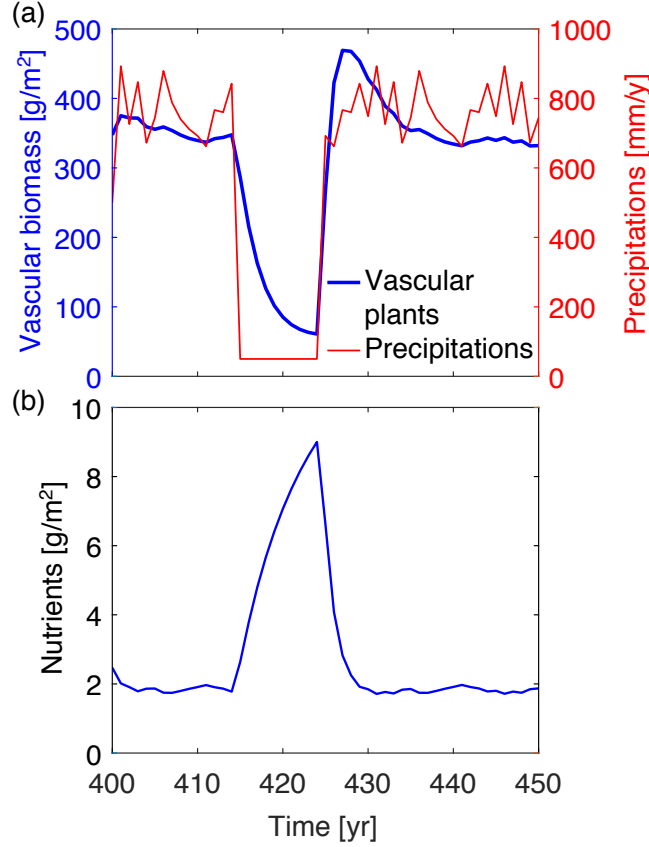 (a)
500
400
300
200
100
0
Vascular biomass [g/m²]
1000
800
600
400
200
0
Precipitations [mm/y]
Vascular
plants
Precipitations
(b)
10
8
6
4
2
0
Nutrients [g/m²]
400 410 420 430 440 450
Time [yr]